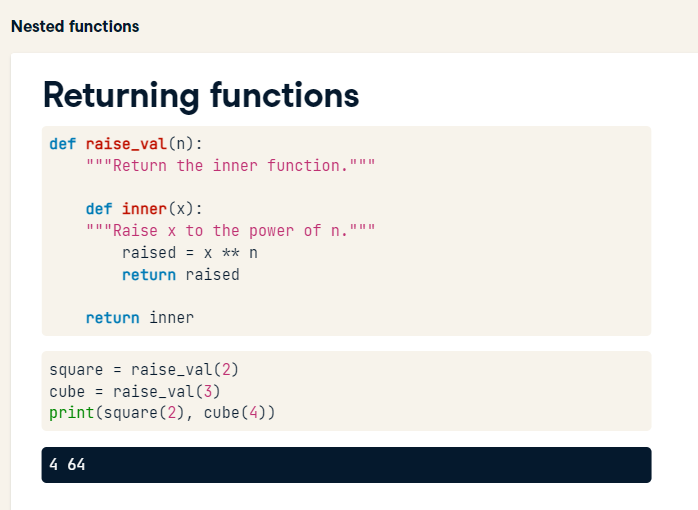 Nested functions
Returning functions
def raise_val(n):
    """Return the inner function."""
    def inner(x):
    """Raise x to the power of n."""
        raised = x ** n
        return raised
    return inner
square = raise_val(2)
cube = raise_val(3)
print(square(2), cube(4))
4 64